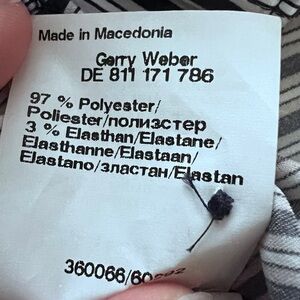 Made in Macedonia
Gerry Weber
DE 811 171 786
97 % Polyester/
Poliester/полиэстер
3 % Elasthan/Elastane/
Elasthanne/Elastaan/
Elastano/эластан/Elastan